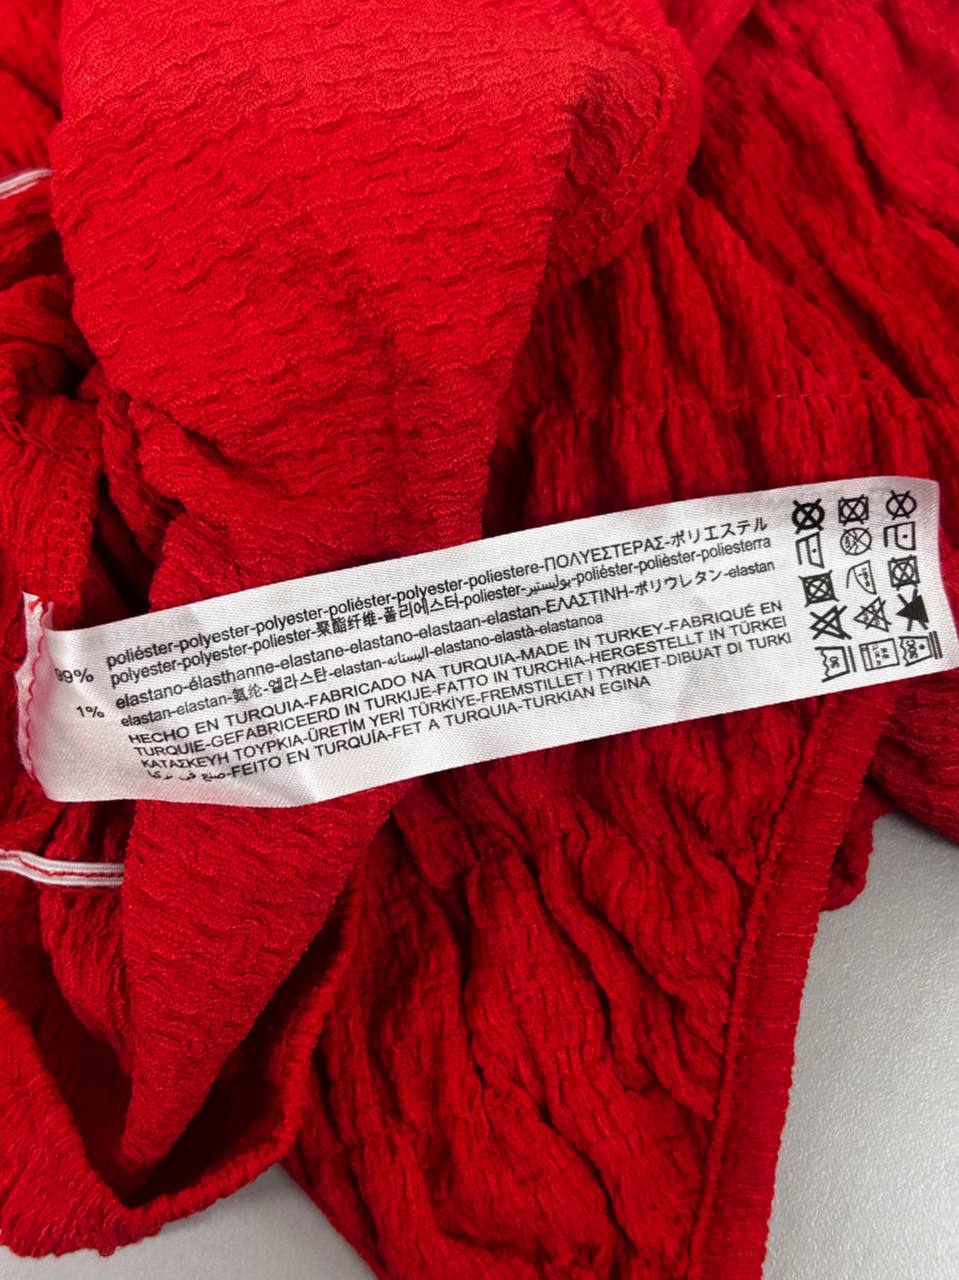 99% poliéster-polyester-polyester-poliéster-polyester-poliestere-ΠΟΛΥΕΣΤΕΡΑΣ-ポリエステル
polyester-polyester-poliester-聚酯纤维-폴리에스터-poliester-بوليستير-poliéster-polièster-poliesterra
1% elastano-élasthanne-elastane-elastano-elastaan-elastan-ΕΛΑΣΤΙΝΗ-ポリウレタン-elastan
elastan-elastan-氨纶-엘라스탄-elastan-اليستانه-elastano-elastà-elastanoa
HECHO EN TURQUIA-FABRICADO NA TURQUIA-MADE IN TURKEY-FABRIQUÉ EN
TURQUIE-GEFABRICEERD IN TURKIJE-FATTO IN TURCHIA-HERGESTELLT IN TÜRKEI
ΚΑΤΑΣΚΕΥΗ ΤΟΥΡΚΙΑ-ÜRETİM YERİ TÜRKİYE-FREMSTILLET I TYRKIET-DIBUAT DI TURKI
صنع في تركيا-FEITO EN TURQUÍA-FET A TURQUIA-TURKIAN EGINA